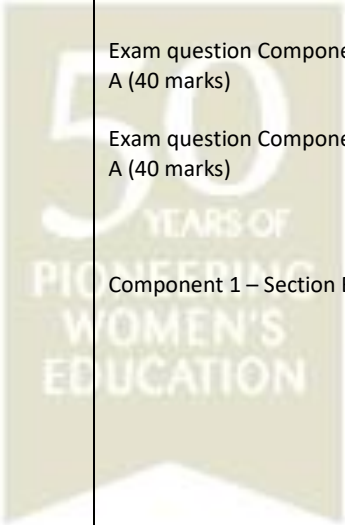 Exam question Compone
A (40 marks)
Exam question Compone
A (40 marks)
50
YEARS OF
Component 1 – Section
PIONEERING
WOMEN'S
EDUCATION